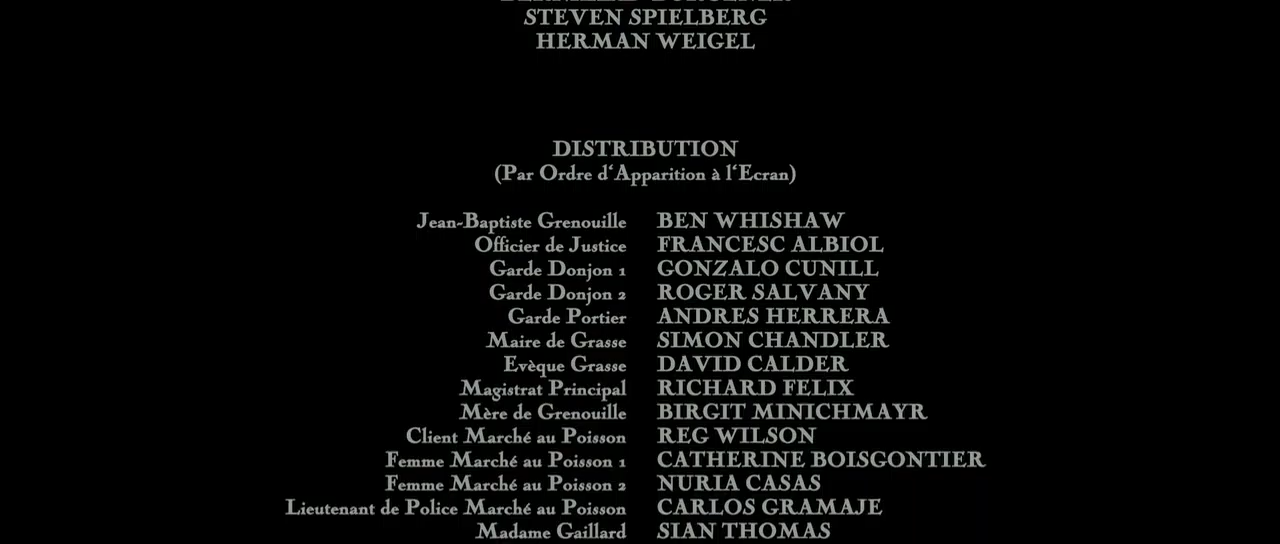 STEVEN SPIELBERG
HERMAN WEIGEL
DISTRIBUTION
(Par Ordre d‘Apparition à l‘Ecran)
Jean-Baptiste Grenouille BEN WHISHAW
Officier de Justice FRANCESC ALBIOL
Garde Donjon 1 GONZALO CUNILL
Garde Donjon 2 ROGER SALVANY
Garde Portier ANDRES HERRERA
Maire de Grasse SIMON CHANDLER
Evèque Grasse DAVID CALDER
Magistrat Principal RICHARD FELIX
Mère de Grenouille BIRGIT MINICHMAYR
Client Marché au Poisson REG WILSON
Femme Marché au Poisson 1 CATHERINE BOISGONTIER
Femme Marché au Poisson 2 NURIA CASAS
Lieutenant de Police Marché au Poisson CARLOS GRAMAJE
Madame Gaillard SIAN THOMAS